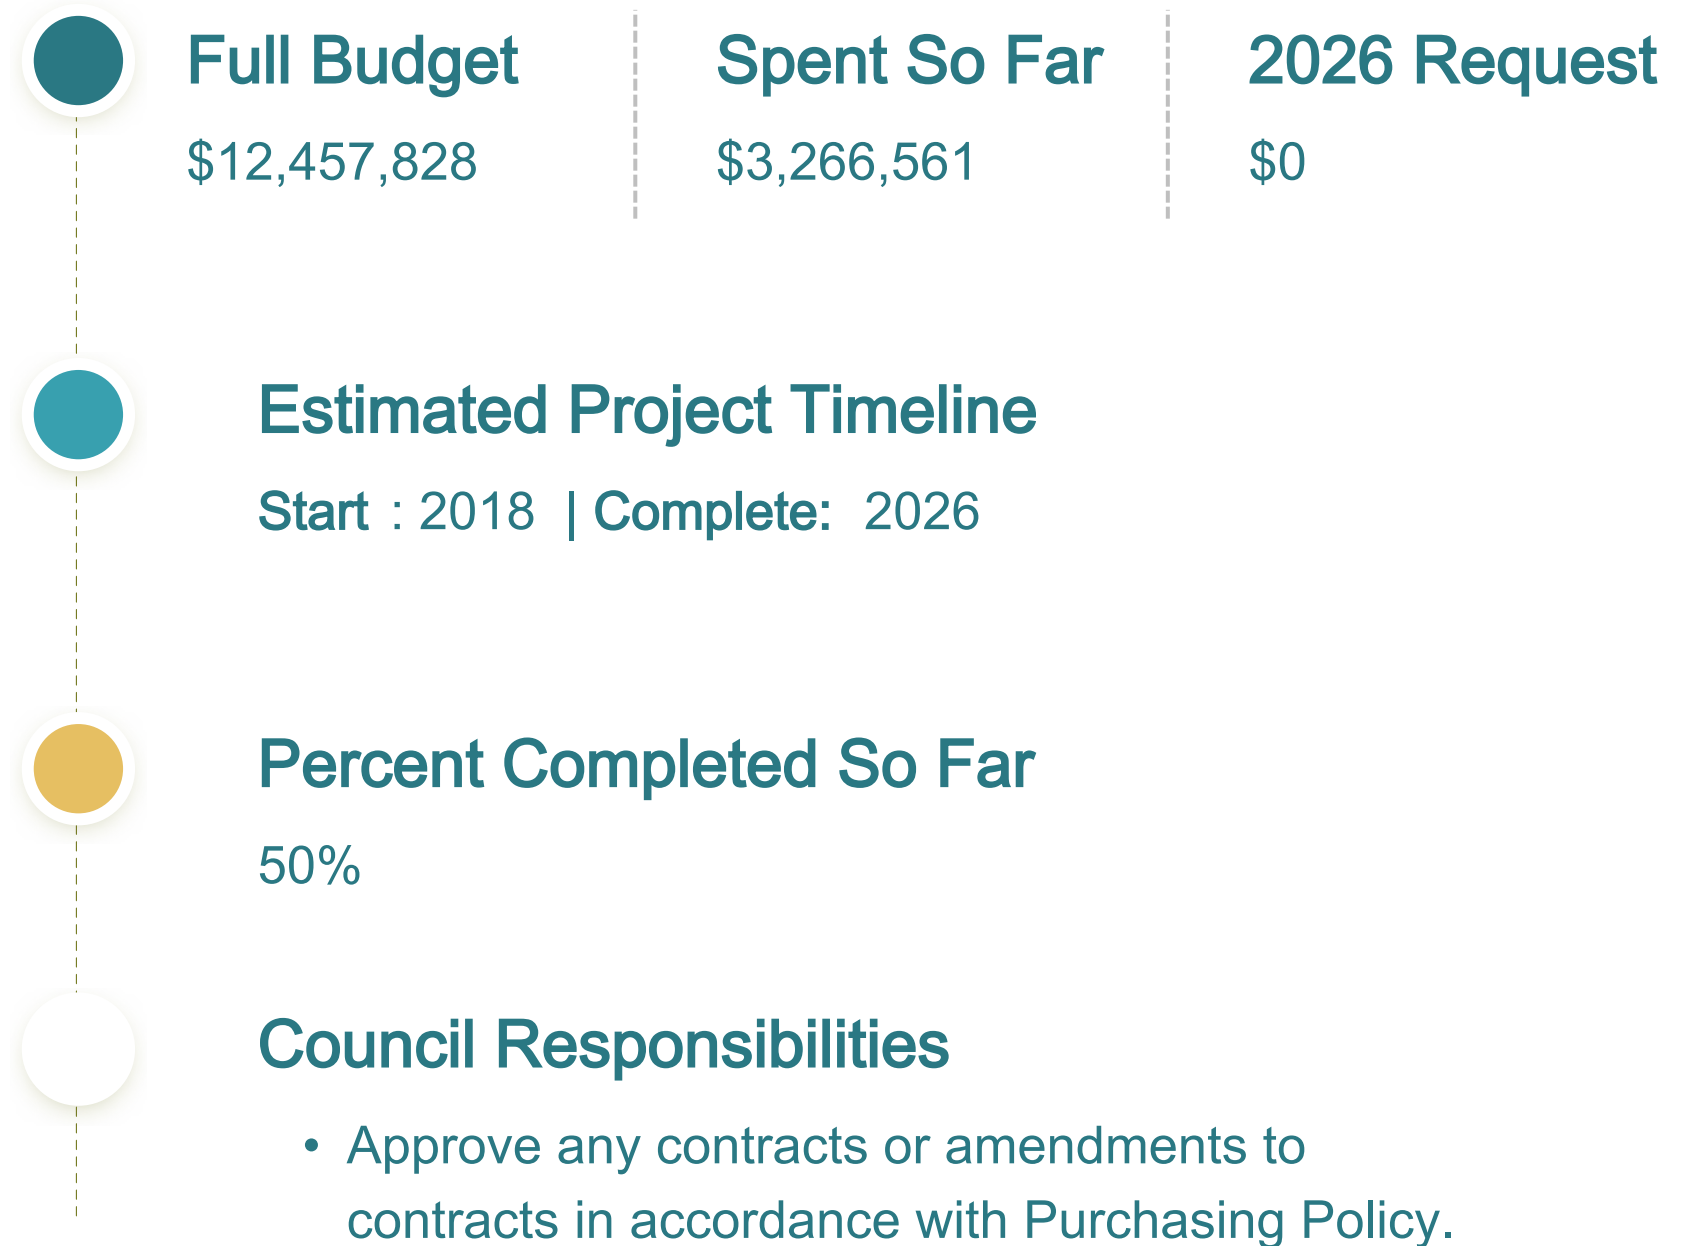 Full Budget
Spent So Far
2026 Request
$12,457,828
$3,266,561
$0
Estimated Project Timeline
Start : 2018 | Complete: 2026
Percent Completed So Far
50%
Council Responsibilities
• Approve any contracts or amendments to
contracts in accordance with Purchasing Policy.